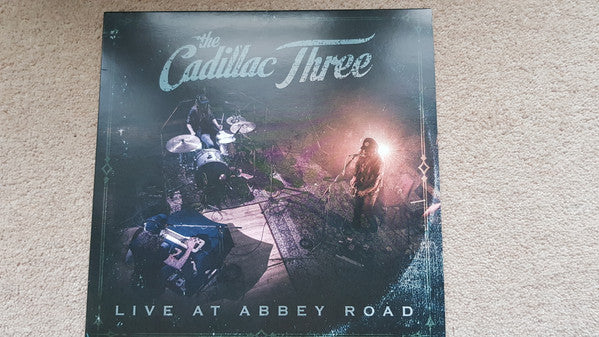 the
Cadillac Three
LIVE AT ABBEY ROAD